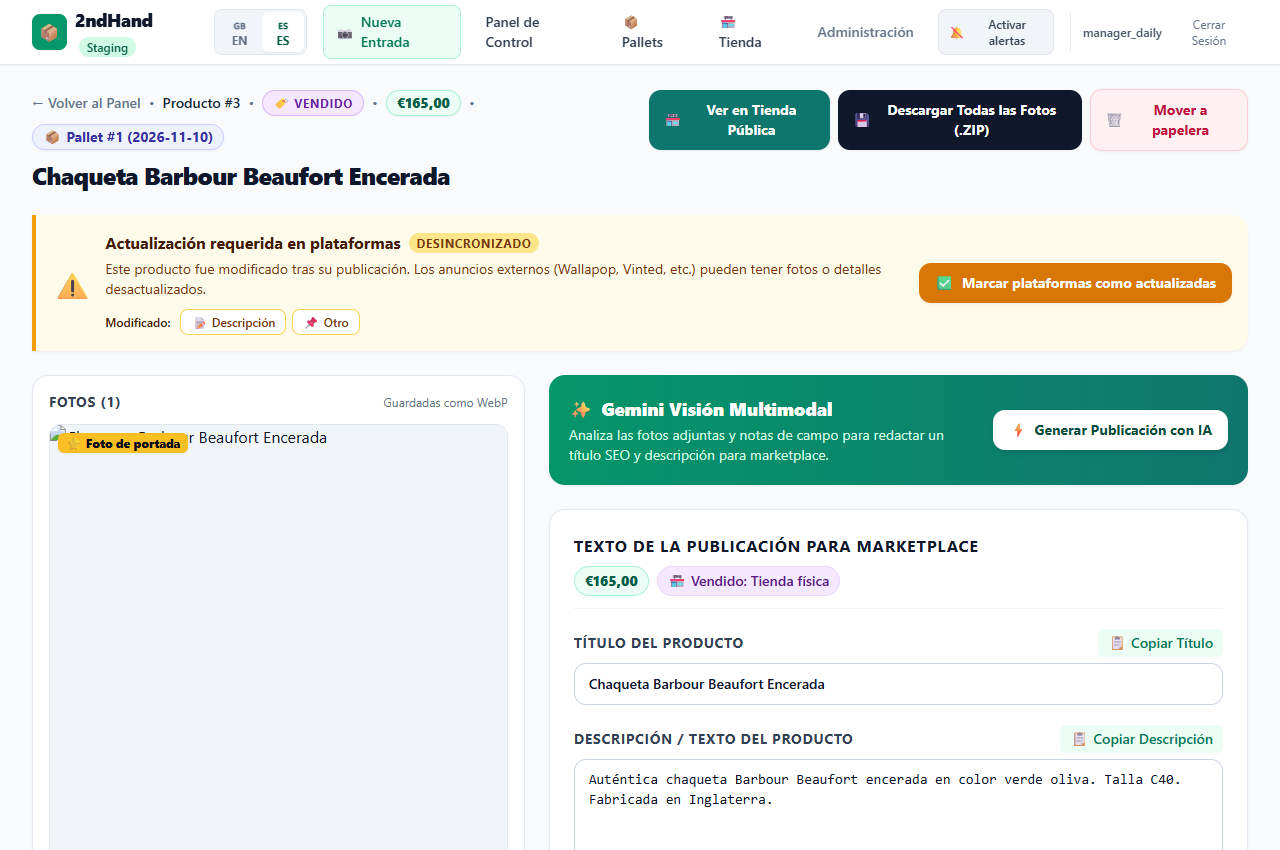 2ndHand
Staging
GB
EN
ES
ES
Nueva
Entrada
Panel de
Control
Pallets
Tienda
Administración
Activar
alertas
manager_daily
Cerrar
Sesión
← Volver al Panel • Producto #3 • VENDIDO • €165,00 •
Pallet #1 (2026-11-10)
Ver en Tienda
Pública
Descargar Todas las Fotos
(.ZIP)
Mover a
papelera
Chaqueta Barbour Beaufort Encerada
Actualización requerida en plataformas DESINCRONIZADO
Este producto fue modificado tras su publicación. Los anuncios externos (Wallapop, Vinted, etc.) pueden tener fotos o detalles
desactualizados.
Modificado: Descripción Otro
Marcar plataformas como actualizadas
FOTOS (1)
Guardadas como WebP
Beaufort Encerada
Foto de portada
Gemini Visión Multimodal
Analiza las fotos adjuntas y notas de campo para redactar un
título SEO y descripción para marketplace.
Generar Publicación con IA
TEXTO DE LA PUBLICACIÓN PARA MARKETPLACE
€165,00 Vendido: Tienda física
TÍTULO DEL PRODUCTO
Copiar Título
Chaqueta Barbour Beaufort Encerada
DESCRIPCIÓN / TEXTO DEL PRODUCTO
Copiar Descripción
Auténtica chaqueta Barbour Beaufort encerada en color verde oliva. Talla C40.
Fabricada en Inglaterra.